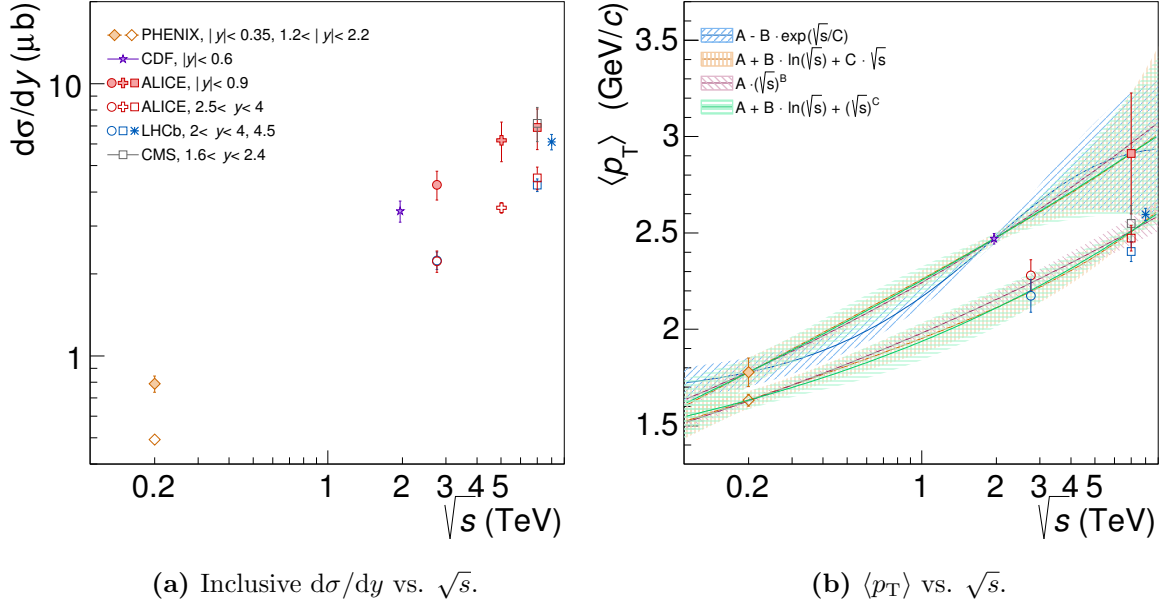 dσ/dy (μb)
10
1
PHENIX, |y|< 0.35, 1.2< |y|< 2.2
CDF, |y|< 0.6
ALICE, |y|< 0.9
ALICE, 2.5< y< 4
LHCb, 2< y< 4, 4.5
CMS, 1.6< y< 2.4
0.2 1 2 3 4 5
√s (TeV)
(a) Inclusive dσ/dy vs. √s.
⟨p_T⟩ (GeV/c)
3.5
3
2.5
2
1.5
A - B · exp(√s/C)
A + B · ln(√s) + C · √s
A ·(√s)^B
A + B · ln(√s) + (√s)^C
0.2 1 2 3 4 5
√s (TeV)
(b) ⟨p_T⟩ vs. √s.